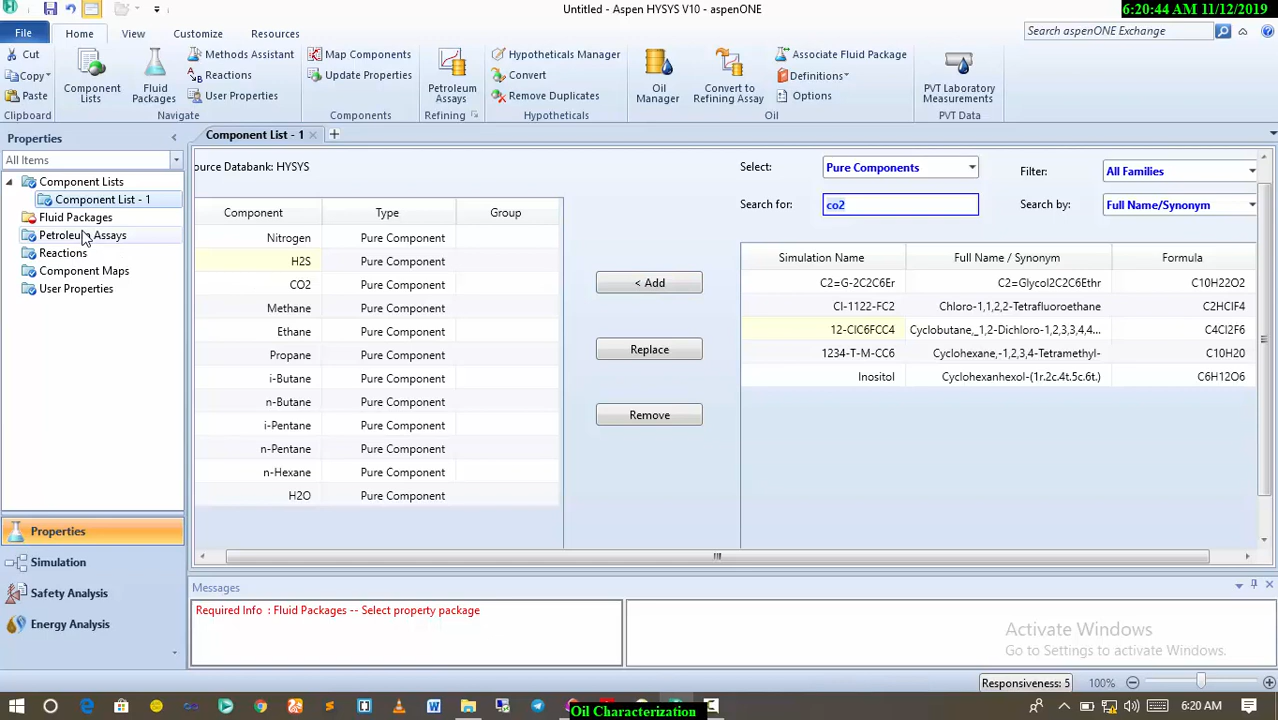 Untitled - Aspen HYSYS V10 - aspenONE
6:20:44 AM 11/12/2019
File
Home
View
Customize
Resources
Search aspenONE Exchange
Cut
Copy
Paste
Clipboard
Component Lists
Fluid Packages
Methods Assistant
Reactions
User Properties
Navigate
Map Components
Update Properties
Components
Petroleum Assays
Refining
Hypotheticals Manager
Convert
Remove Duplicates
Hypotheticals
Oil Manager
Convert to Refining Assay
Associate Fluid Package
Definitions
Options
Oil
PVT Laboratory Measurements
PVT Data
Properties
All Items
Component Lists
Component List - 1
Fluid Packages
Petroleum Assays
Reactions
Component Maps
User Properties
Properties
Simulation
Safety Analysis
Energy Analysis
Component List - 1
ource Databank: HYSYS
Component Type Group
Nitrogen Pure Component
H2S Pure Component
CO2 Pure Component
Methane Pure Component
Ethane Pure Component
Propane Pure Component
i-Butane Pure Component
n-Butane Pure Component
i-Pentane Pure Component
n-Pentane Pure Component
n-Hexane Pure Component
H2O Pure Component
< Add
Replace
Remove
Select: Pure Components Filter: All Families
Search for: co2 Search by: Full Name/Synonym
Simulation Name Full Name / Synonym Formula
C2=G-2C2C6Er C2=Glycol2C2C6Ethr C10H22O2
Cl-1122-FC2 Chloro-1,1,2,2-Tetrafluoroethane C2HClF4
12-ClC6FCC4 Cyclobutane,_1,2-Dichloro-1,2,3,3,4,4... C4Cl2F6
1234-T-M-CC6 Cyclohexane,-1,2,3,4-Tetramethyl- C10H20
Inositol Cyclohexanhexol-(1r.2c.4t.5c.6t.) C6H12O6
Messages
Required Info : Fluid Packages -- Select property package
Activate Windows
Go to Settings to activate Windows.
Responsiveness: 5 100%
Oil Characterization
6:20 AM